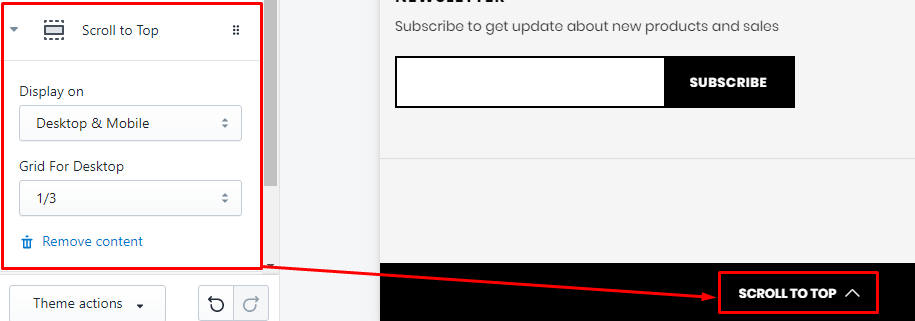 Scroll to Top
Display on
Desktop & Mobile
Grid For Desktop
1/3
Remove content
Theme actions
NEWSLETTER
Subscribe to get update about new products and sales
SUBSCRIBE
SCROLL TO TOP